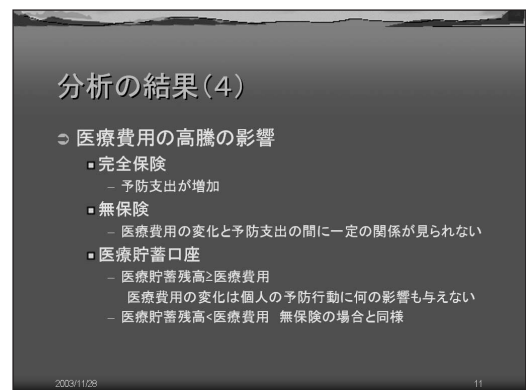 分析の結果(4)
医療費用の高騰の影響
完全保険
– 予防支出が増加
無保険
– 医療費用の変化と予防支出の間に一定の関係が見られない
医療貯蓄口座
– 医療貯蓄残高≥医療費用
医療費用の変化は個人の予防行動に何の影響も与えない
– 医療貯蓄残高<医療費用 無保険の場合と同様
2003/11/28
11